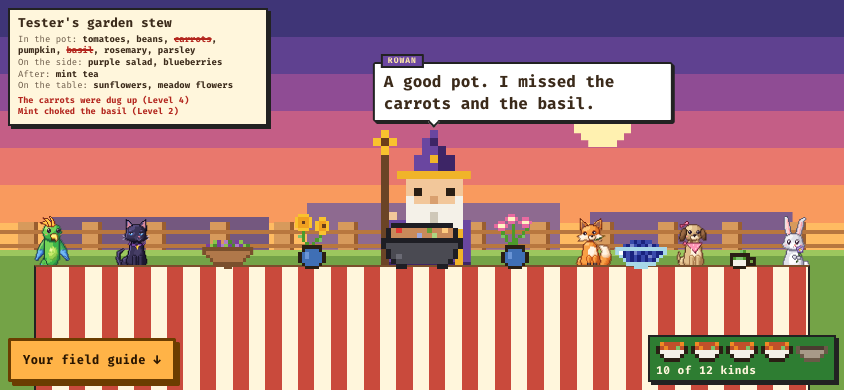 Tester's garden stew
In the pot: tomatoes, beans, carrots,
pumpkin, basil, rosemary, parsley
On the side: purple salad, blueberries
After: mint tea
On the table: sunflowers, meadow flowers
The carrots were dug up (Level 4)
Mint choked the basil (Level 2)
ROWAN
A good pot. I missed the
carrots and the basil.
Your field guide ↓
10 of 12 kinds